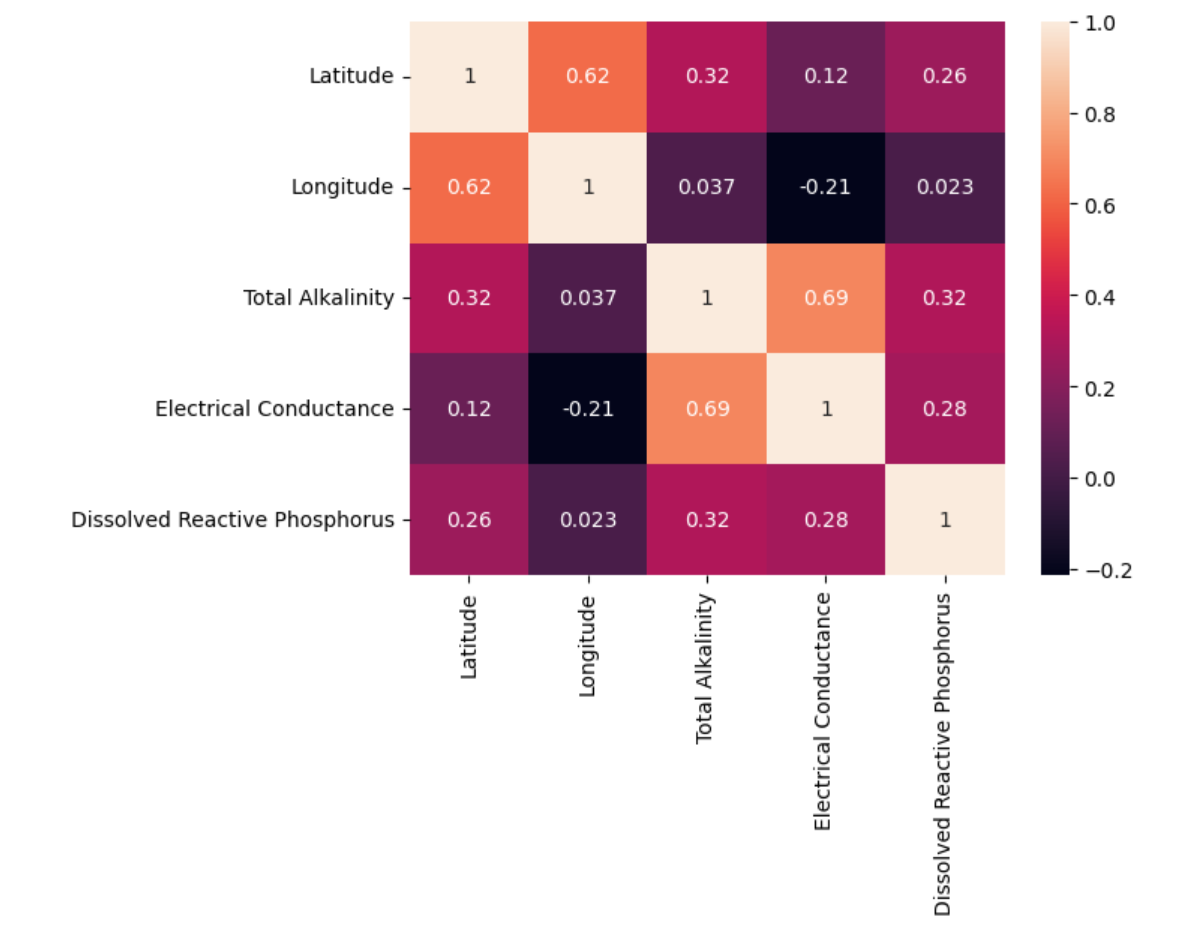 Latitude 1 0.62 0.32 0.12 0.26
Longitude 0.62 1 0.037 -0.21 0.023
Total Alkalinity 0.32 0.037 1 0.69 0.32
Electrical Conductance 0.12 -0.21 0.69 1 0.28
Dissolved Reactive Phosphorus 0.26 0.023 0.32 0.28 1
Latitude
Longitude
Total Alkalinity
Electrical Conductance
Dissolved Reactive Phosphorus
1.0
0.8
0.6
0.4
0.2
0.0
−0.2